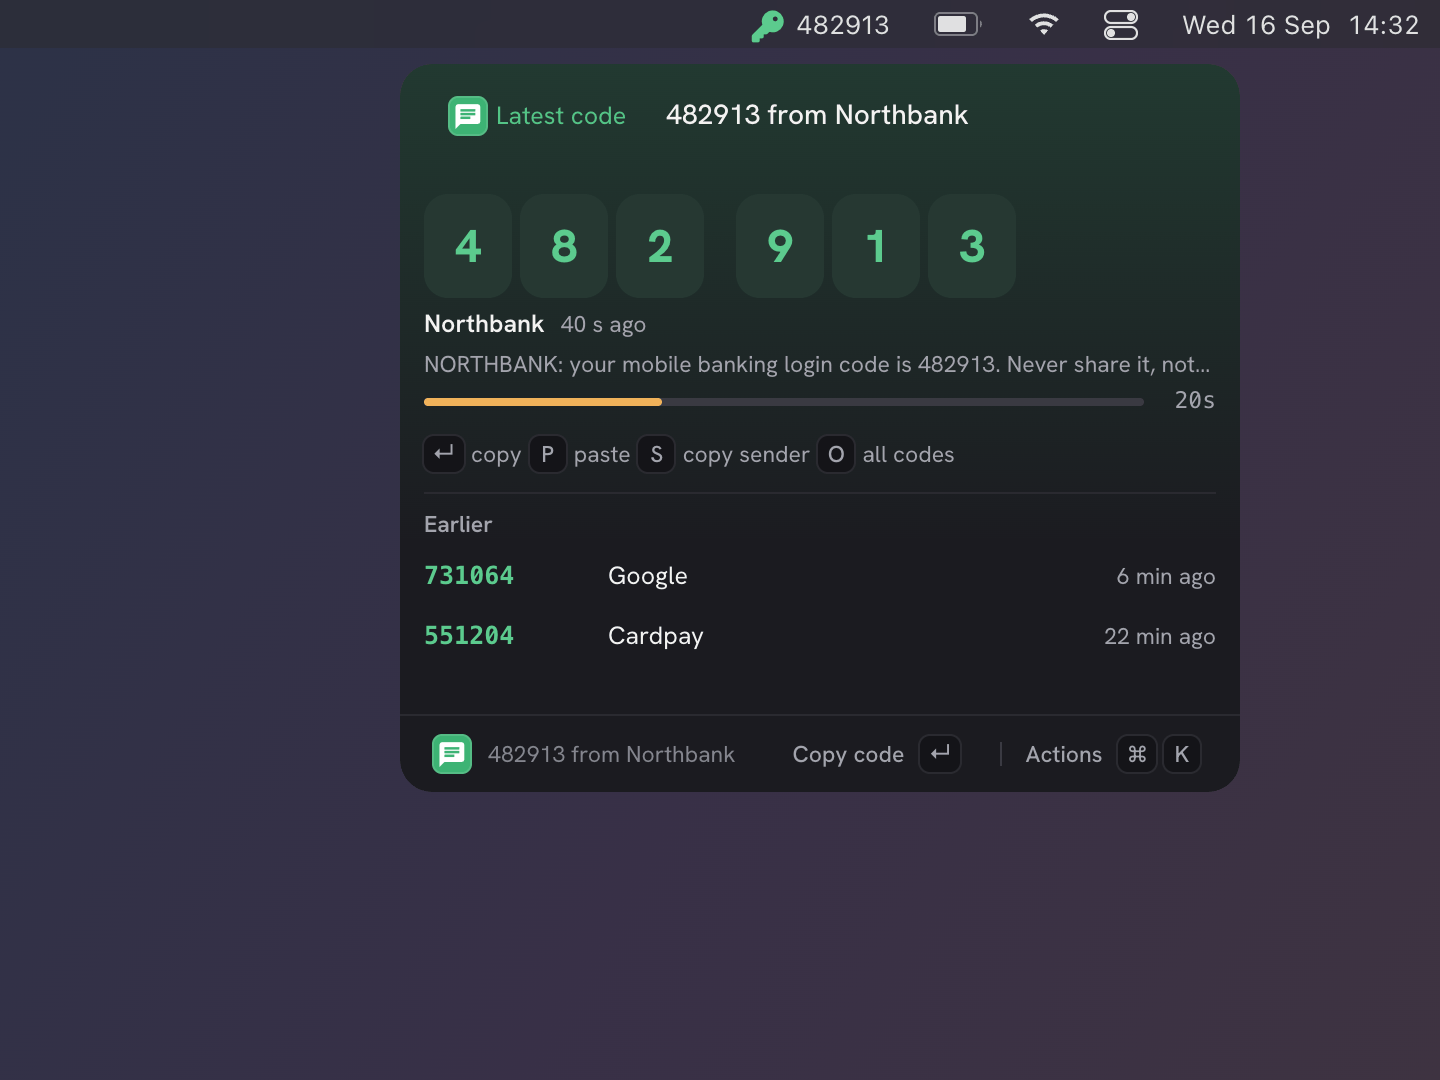 482913 Wed 16 Sep 14:32
Latest code 482913 from Northbank
4 8 2 9 1 3
Northbank 40 s ago
NORTHBANK: your mobile banking login code is 482913. Never share it, not...
20s
↵ copy P paste S copy sender O all codes
Earlier
731064 Google 6 min ago
551204 Cardpay 22 min ago
482913 from Northbank Copy code ↵ Actions ⌘ K